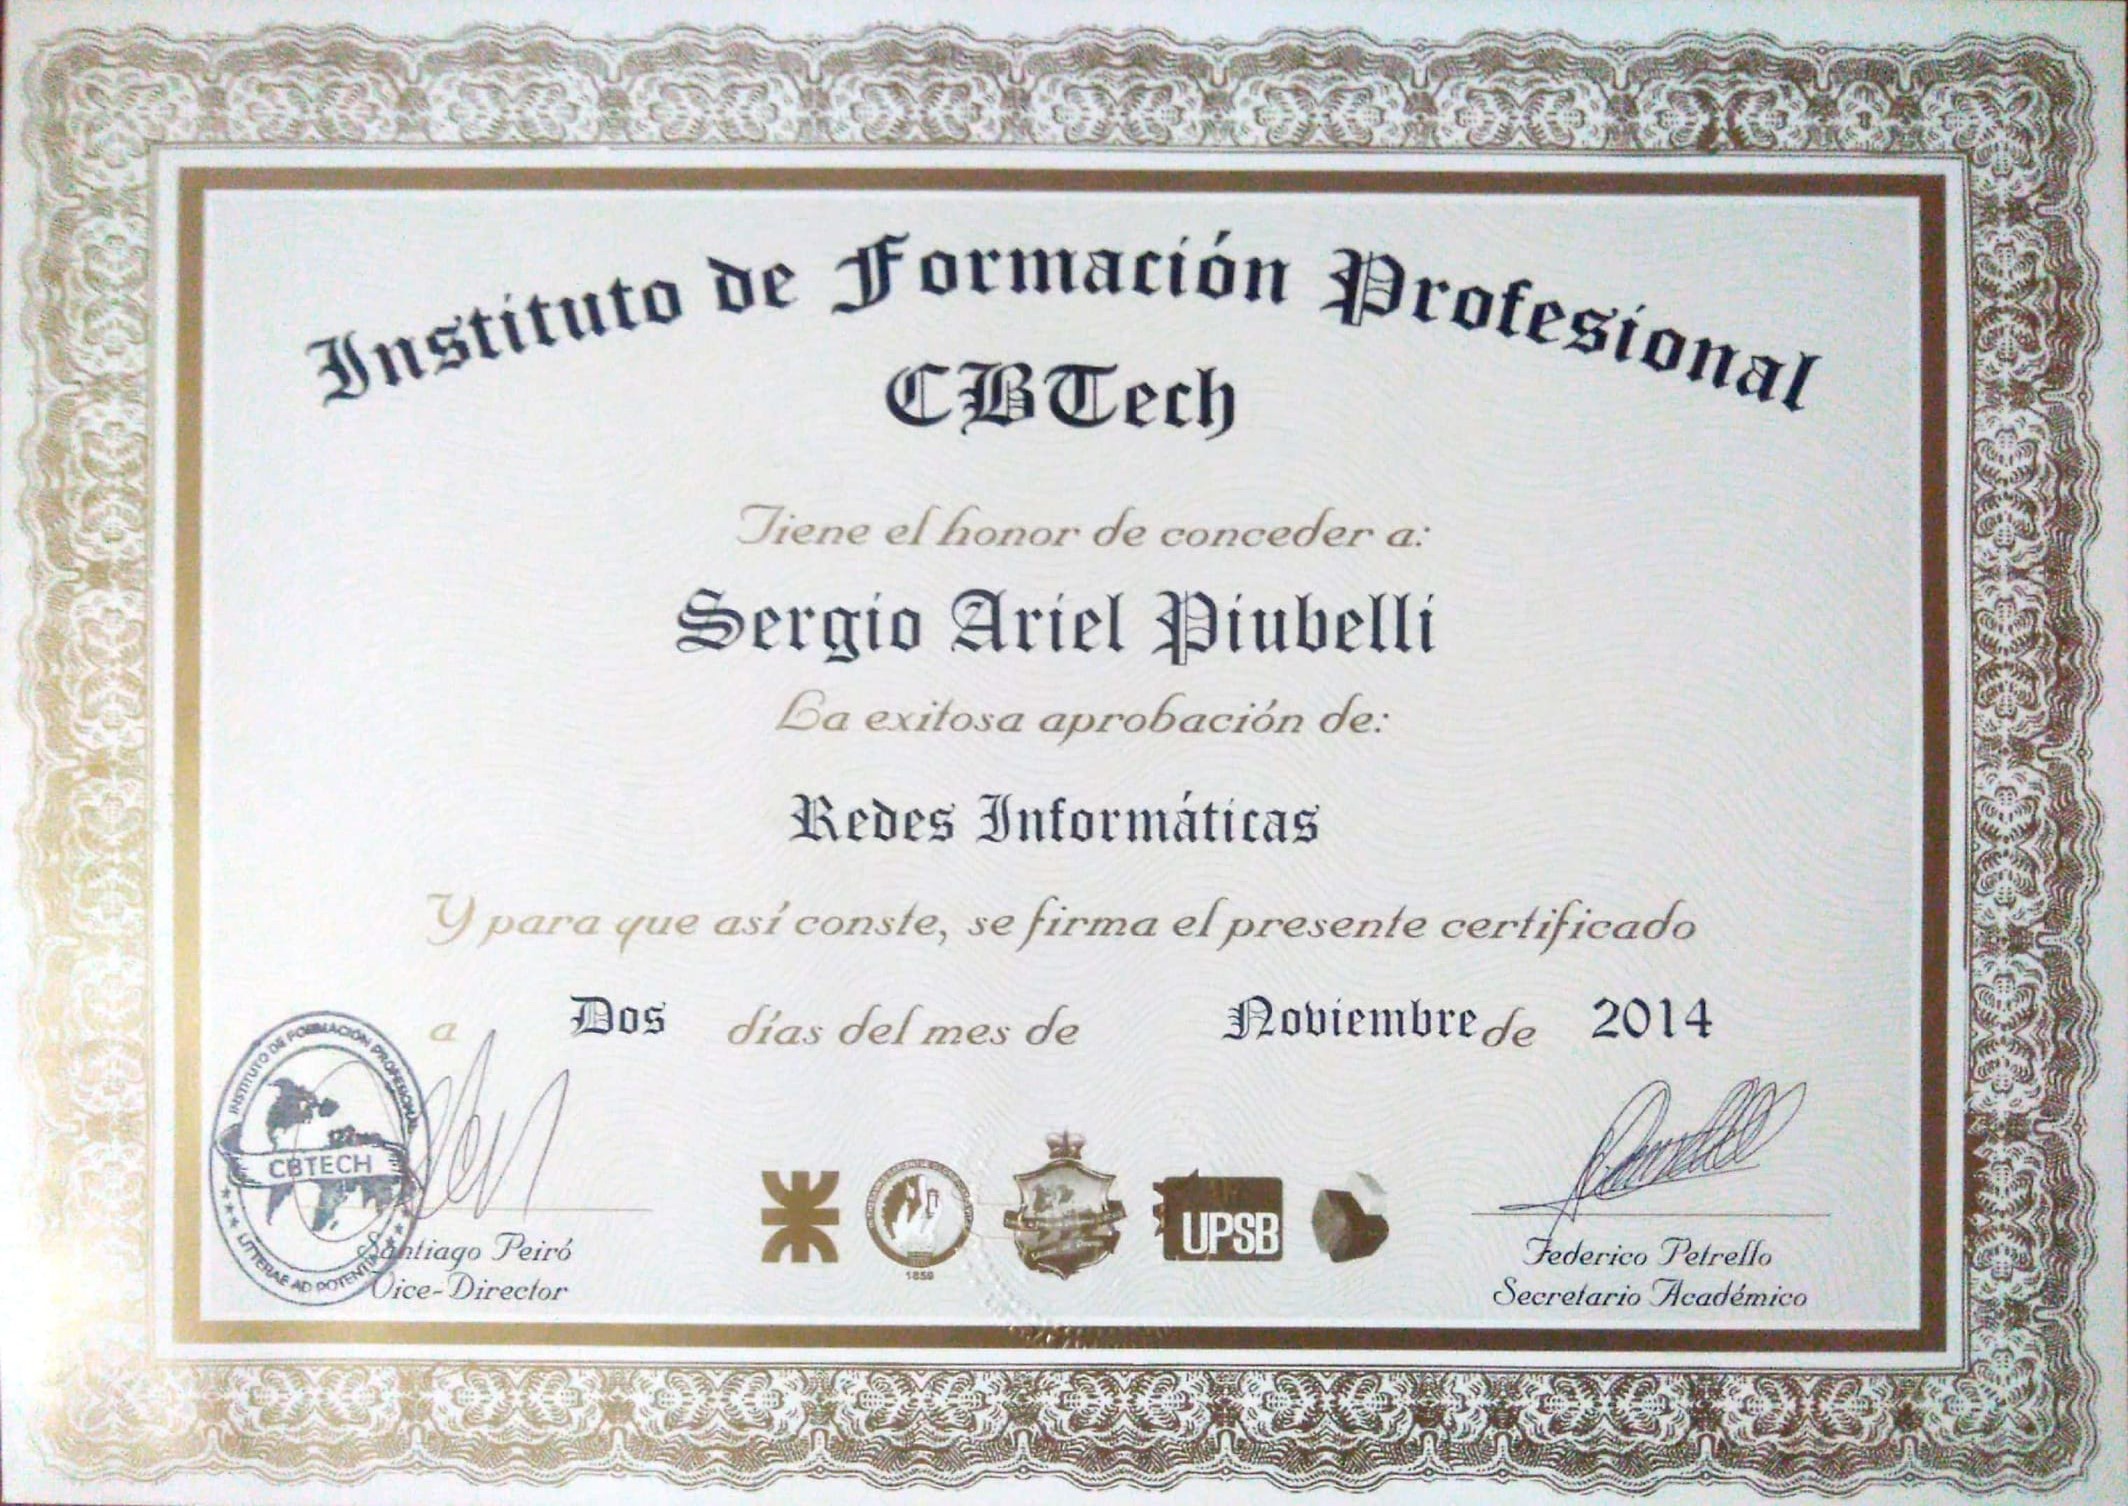 Instituto de Formación Profesional
CBTech
Tiene el honor de conceder a:
Sergio Ariel Piubelli
La exitosa aprobación de:
Redes Informáticas
Y para que así conste, se firma el presente certificado
a Dos días del mes de Noviembre de 2014
INSTITUTO DE FORMACIÓN PROFESIONAL
CBTECH
LITTERAE AD POTENTIAM
Santiago Peiró
Vice-Director
1859
UPSB
Federico Petrello
Secretario Académico